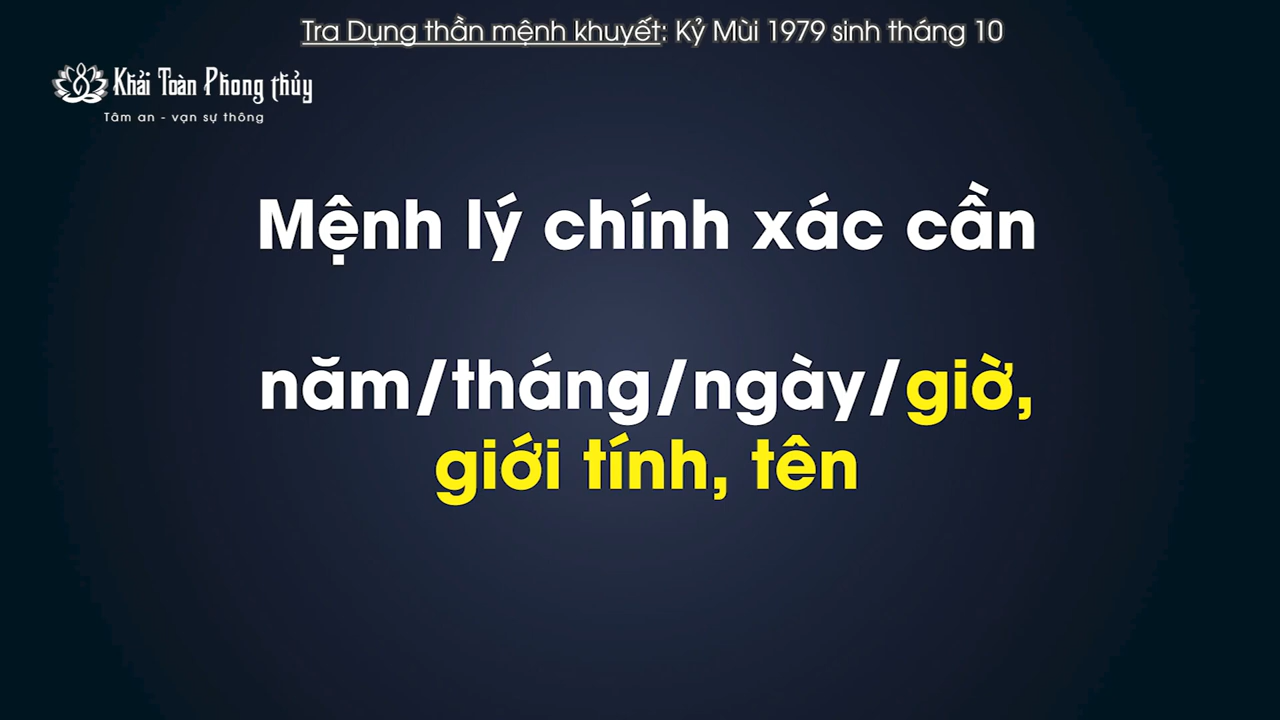 Tra Dụng thần mệnh khuyết: Kỷ Mùi 1979 sinh tháng 10
Khải Toàn Phong thủy
Tâm an - vạn sự thông
Mệnh lý chính xác cần
năm/tháng/ngày/giờ,
giới tính, tên